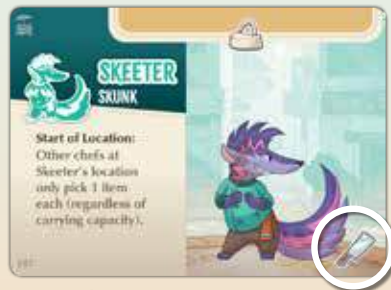 SKEETER
SKUNK
Start of Location:
Other chefs at
Skeeter's location
only pick 1 item
each (regardless of
carrying capacity).